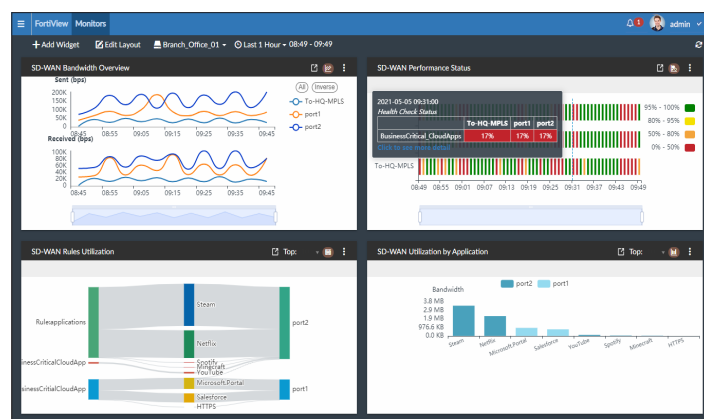 FortiView Monitors
1 admin
+ Add Widget Edit Layout Branch_Office_01 Last 1 Hour 08:49 - 09:49
SD-WAN Bandwidth Overview
Sent (bps)
All Inverse
200K
150K
100K
50K
0
To-HQ-MPLS
port1
port2
08:45 08:55 09:05 09:15 09:25 09:35 09:45
Received (bps)
100K
80K
60K
40K
20K
0
08:45 08:55 09:05 09:15 09:25 09:35 09:45
SD-WAN Performance Status
2021-05-05 09:31:00
Health Check Status
To-HQ-MPLS port1 port2
BusinessCritical_CloudApps 17% 17% 17%
Click to see more detail
95% - 100%
80% - 95%
50% - 80%
0% - 50%
To-HQ-MPLS
08:49 08:55 09:01 09:07 09:13 09:19 09:25 09:31 09:37 09:43 09:49
SD-WAN Rules Utilization Top:
Rule:applications
inessCriticalCloudApp
sinessCriticalCloudApp
Steam
Netflix
Spotify
Minecraft
YouTube
Microsoft.Portal
Salesforce
HTTPS
port2
port1
SD-WAN Utilization by Application Top:
port2 port1
Bandwidth
3.8 MB
2.9 MB
1.9 MB
976.6 KB
0.0 KB
Steam Netflix Microsoft.Portal Salesforce YouTube Spotify Minecraft HTTPS